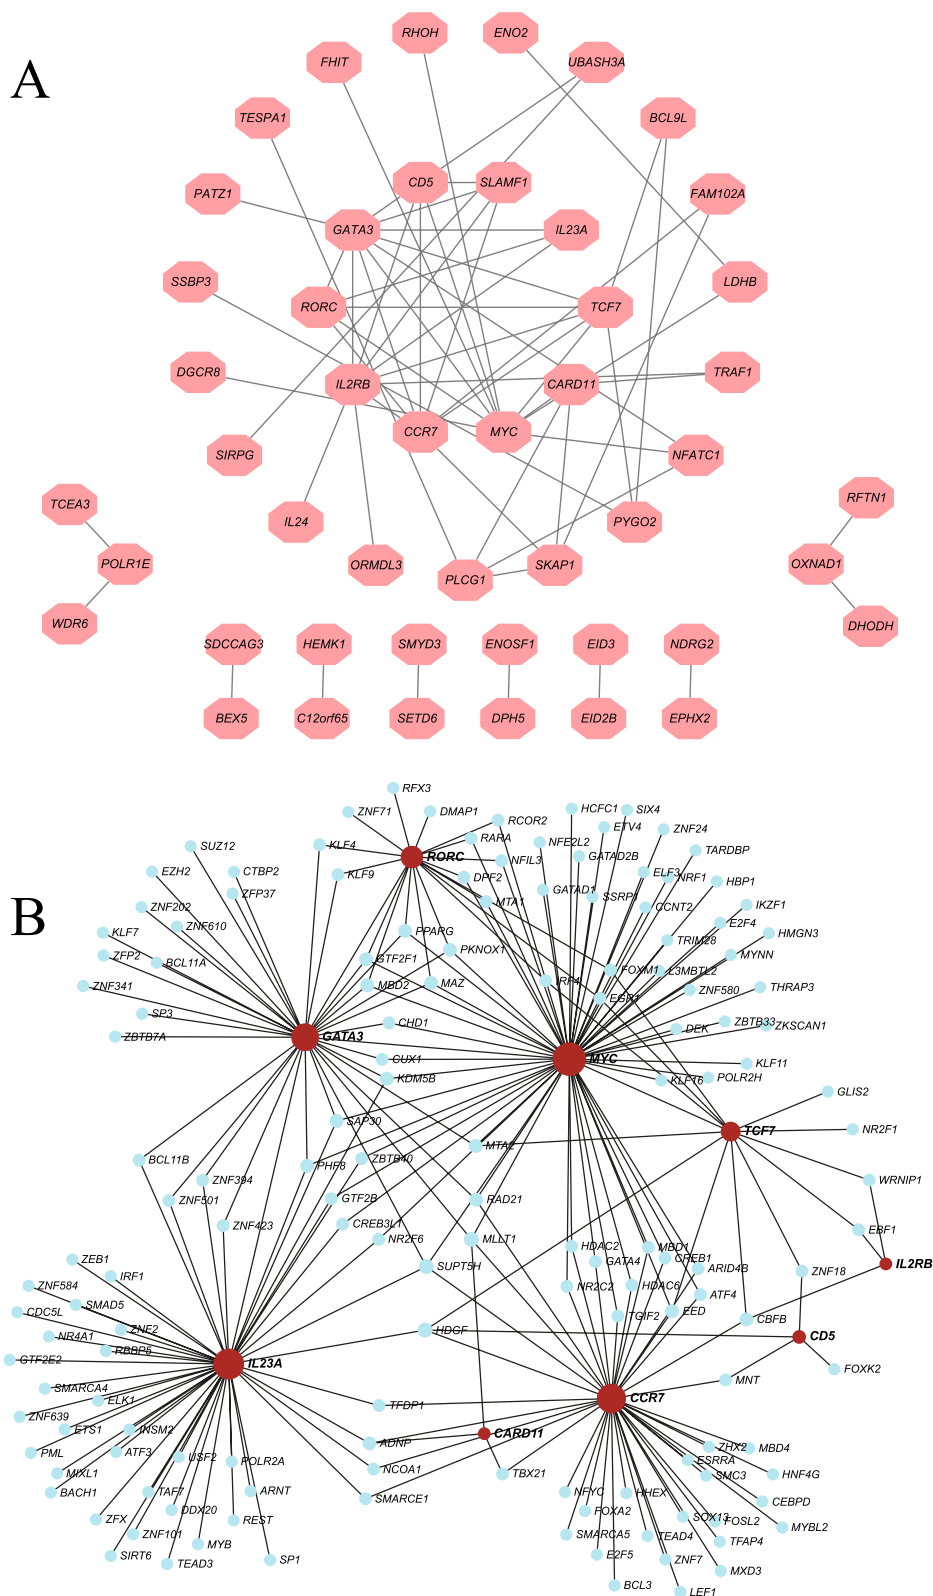 A
RHOH
ENO2
FHIT
UBASH3A
TESPA1
BCL9L
CD5
SLAMF1
PATZ1
FAM102A
GATA3
IL23A
SSBP3
LDHB
RORC
TCF7
DGCR8
IL2RB
CARD11
TRAF1
CCR7
MYC
SIRPG
NFATC1
TCEA3
RFTN1
IL24
PYGO2
POLR1E
ORMDL3
PLCG1
SKAP1
OXNAD1
WDR6
DHODH
SDCCAG3
HEMK1
SMYD3
ENOSF1
EID3
NDRG2
BEX5
C12orf65
SETD6
DPH5
EID2B
EPHX2
B
RFX3
ZNF71
DMAP1
HCFC1
SIX4
RCOR2
ETV4
ZNF24
SUZ12
KLF4
RARA
NFE2L2
TARDBP
RORC
NFIL3
GATAD2B
EZH2
CTBP2
KLF9
DPF2
ELF3
NRF1
HBP1
ZFP37
GATAD1
SSRP1
MTA1
CCNT2
IKZF1
ZNF202
ZNF610
E2F4
KLF7
PPARG
HMGN3
TRIM28
ZFP2
PKNOX1
MYNN
BCL11A
GTF2F1
FOXM1
L3MBTL2
ZNF341
MBD2
MAZ
IRF4
ZNF580
THRAP3
EGR1
SP3
CHD1
ZBTB33
ZKSCAN1
DEK
ZBTB7A
GATA3
CUX1
MYC
KLF11
KDM5B
KLF16
POLR2H
GLIS2
SAP30
TCF7
NR2F1
MTA2
BCL11B
PHF8
ZBTB40
ZNF394
WRNIP1
ZNF501
GTF2B
RAD21
ZNF423
CREB3L1
EBF1
NR2F6
MLLT1
HDAC2
MBD1
ZEB1
GATA4
CREB1
IL2RB
SUPT5H
ARID4B
ZNF18
IRF1
ZNF584
NR2C2
HDAC6
ATF4
SMAD5
CDC5L
TGIF2
EED
CBFB
ZNF2
HDGF
NR4A1
CD5
RBBP5
GTF2E2
IL23A
FOXK2
MNT
SMARCA4
ELK1
CCR7
TFDP1
ZNF639
ETS1
INSM2
CARD11
ADNP
PML
ATF3
USF2
POLR2A
ZHX2
MBD4
ESRRA
MIXL1
NCOA1
TBX21
SMC3
HNF4G
BACH1
TAF7
ARNT
SMARCE1
NFYC
HHEX
CEBPD
DDX20
FOXA2
ZFX
REST
SOX13
FOSL2
MYBL2
ZNF101
SMARCA5
TEAD4
TFAP4
MYB
SIRT6
E2F5
TEAD3
SP1
ZNF7
MXD3
BCL3
LEF1